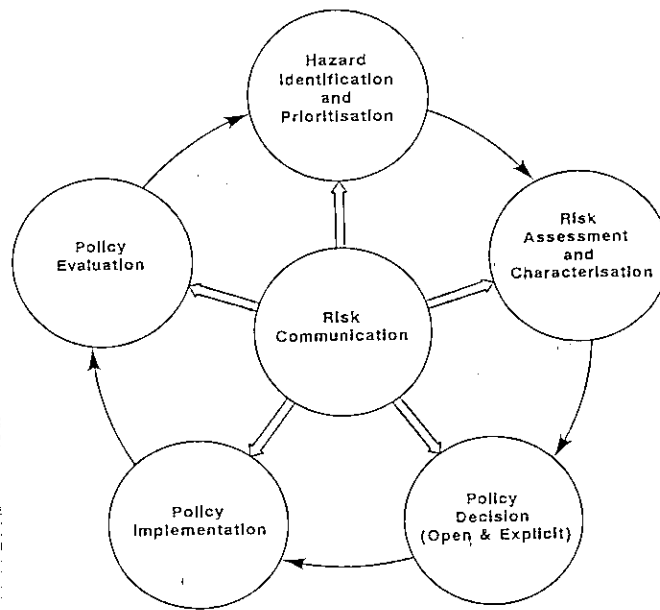 Hazard
Identification
and
Prioritisation
Risk
Assessment
and
Characterisation
Policy
Evaluation
Risk
Communication
Policy
Implementation
Policy
Decision
(Open & Explicit)